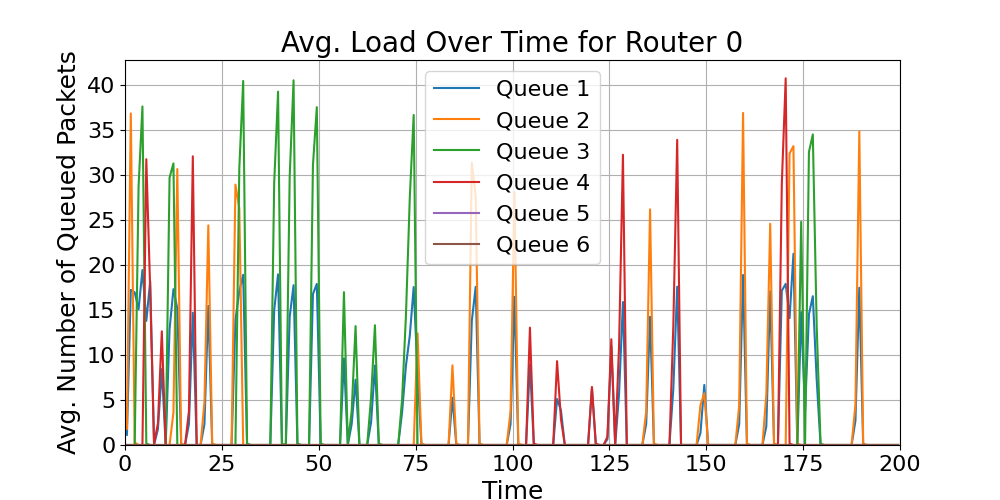 Avg. Load Over Time for Router 0
Avg. Number of Queued Packets
40
35
30
25
20
15
10
5
0
Queue 1
Queue 2
Queue 3
Queue 4
Queue 5
Queue 6
0 25 50 75 100 125 150 175 200
Time